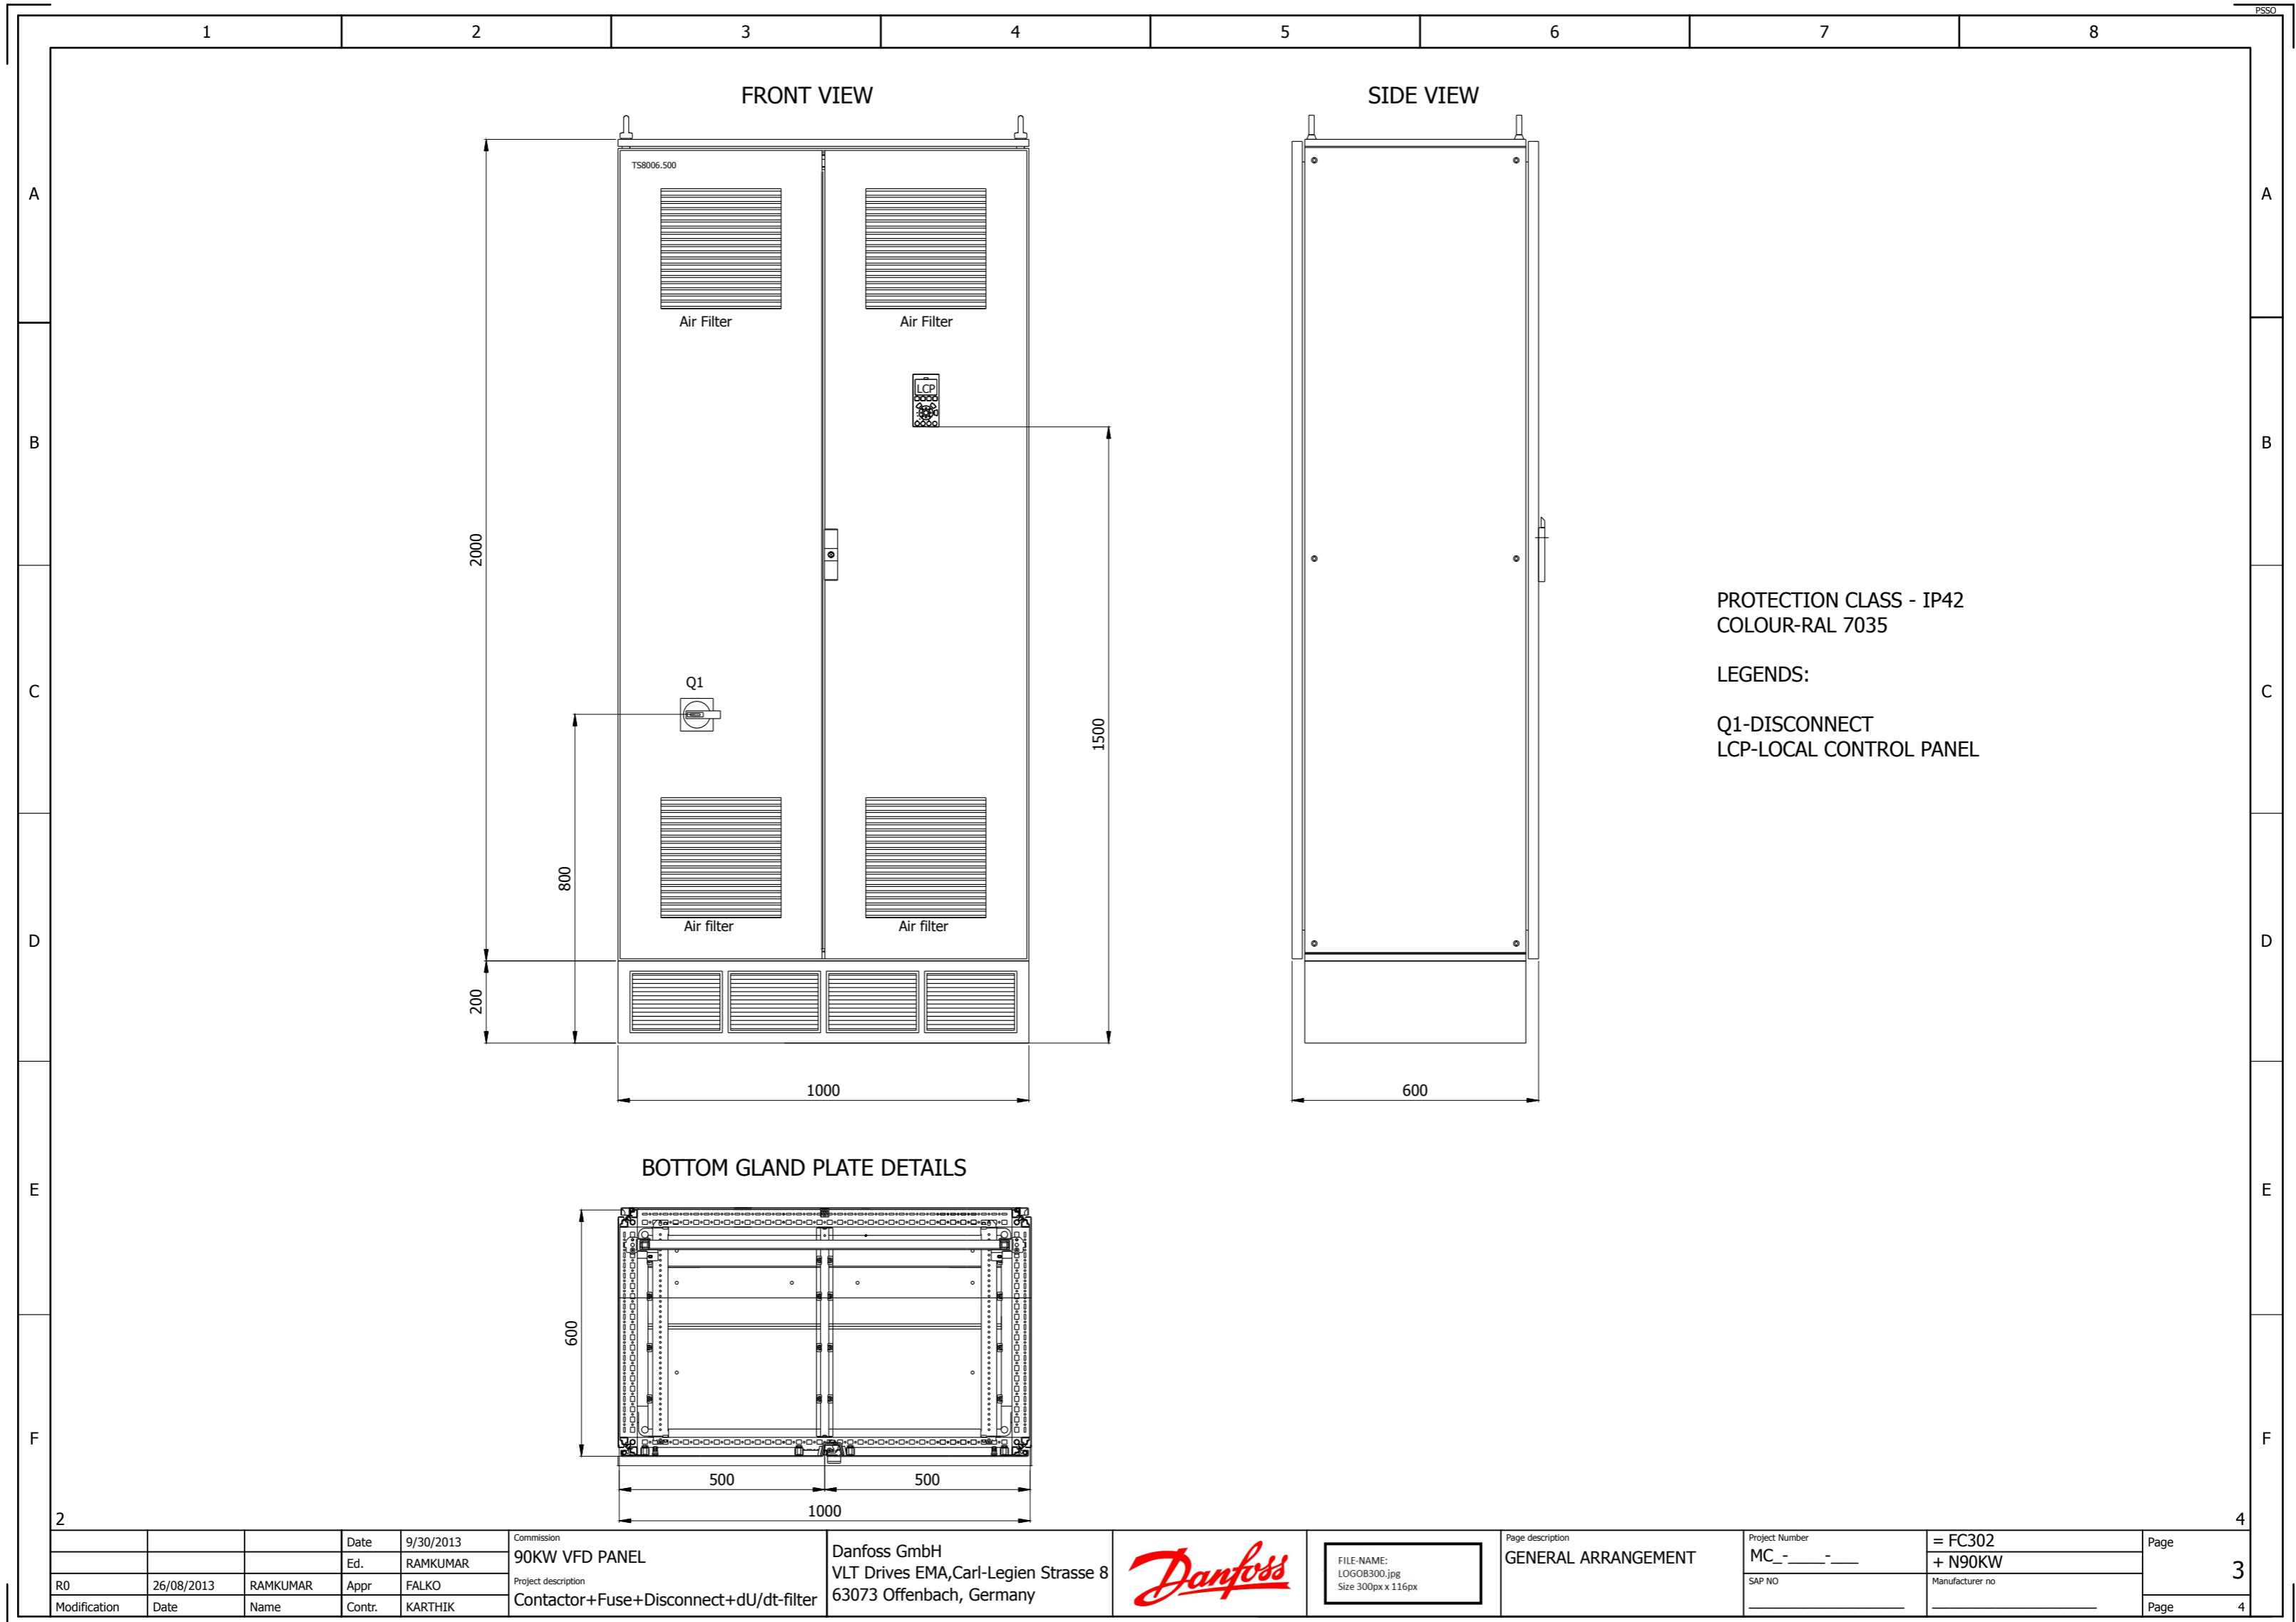 PSSO
1 2 3 4 5 6 7 8
FRONT VIEW
SIDE VIEW
TS8006.500
A
A
Air Filter
Air Filter
LCP
B
B
2000
PROTECTION CLASS - IP42
COLOUR-RAL 7035
LEGENDS:
Q1-DISCONNECT
LCP-LOCAL CONTROL PANEL
Q1
C
C
1500
800
Air filter
Air filter
D
D
200
1000
600
BOTTOM GLAND PLATE DETAILS
E
E
600
F
F
500
500
1000
2
4
Date 9/30/2013
Ed. RAMKUMAR
R0 26/08/2013 RAMKUMAR Appr FALKO
Modification Date Name Contr. KARTHIK
Commission
90KW VFD PANEL
Project description
Contactor+Fuse+Disconnect+dU/dt-filter
Danfoss GmbH
VLT Drives EMA,Carl-Legien Strasse 8
63073 Offenbach, Germany
Danfoss
FILE-NAME:
LOGOB300.jpg
Size 300px x 116px
Page description
GENERAL ARRANGEMENT
Project Number
MC_-____-___
SAP NO
= FC302
+ N90KW
Manufacturer no
Page
3
Page 4